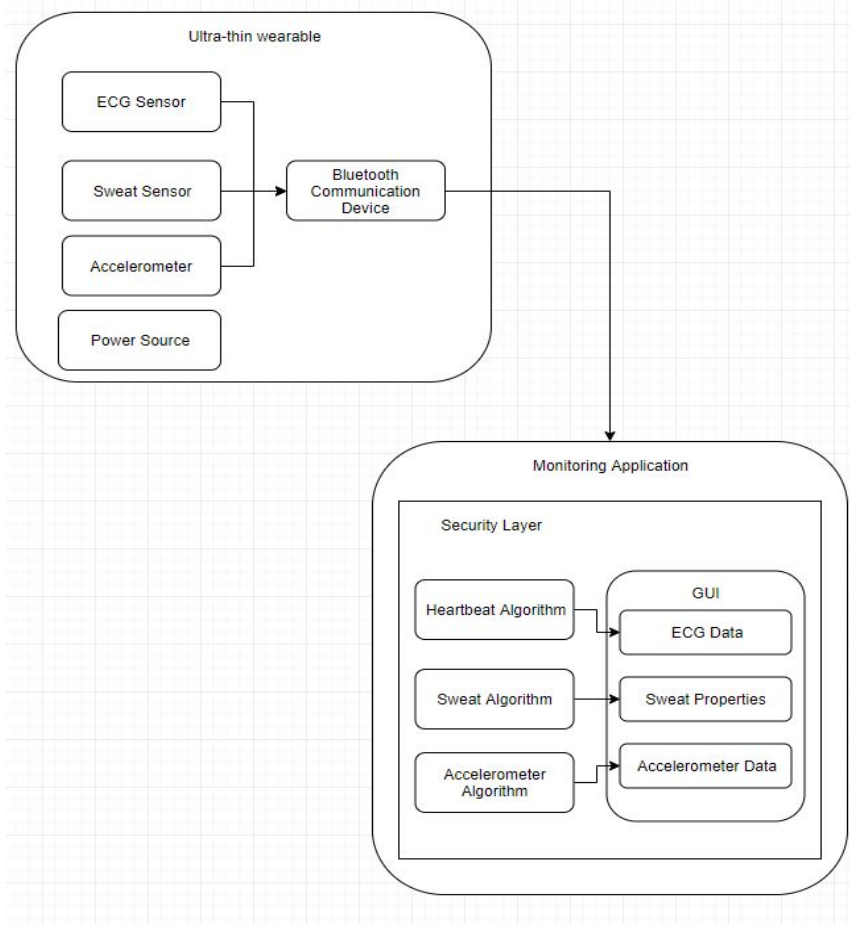 Ultra-thin wearable
ECG Sensor
Sweat Sensor
Bluetooth
Communication
Device
Accelerometer
Power Source
Monitoring Application
Security Layer
Heartbeat Algorithm
GUI
ECG Data
Sweat Algorithm
Sweat Properties
Accelerometer
Algorithm
Accelerometer Data